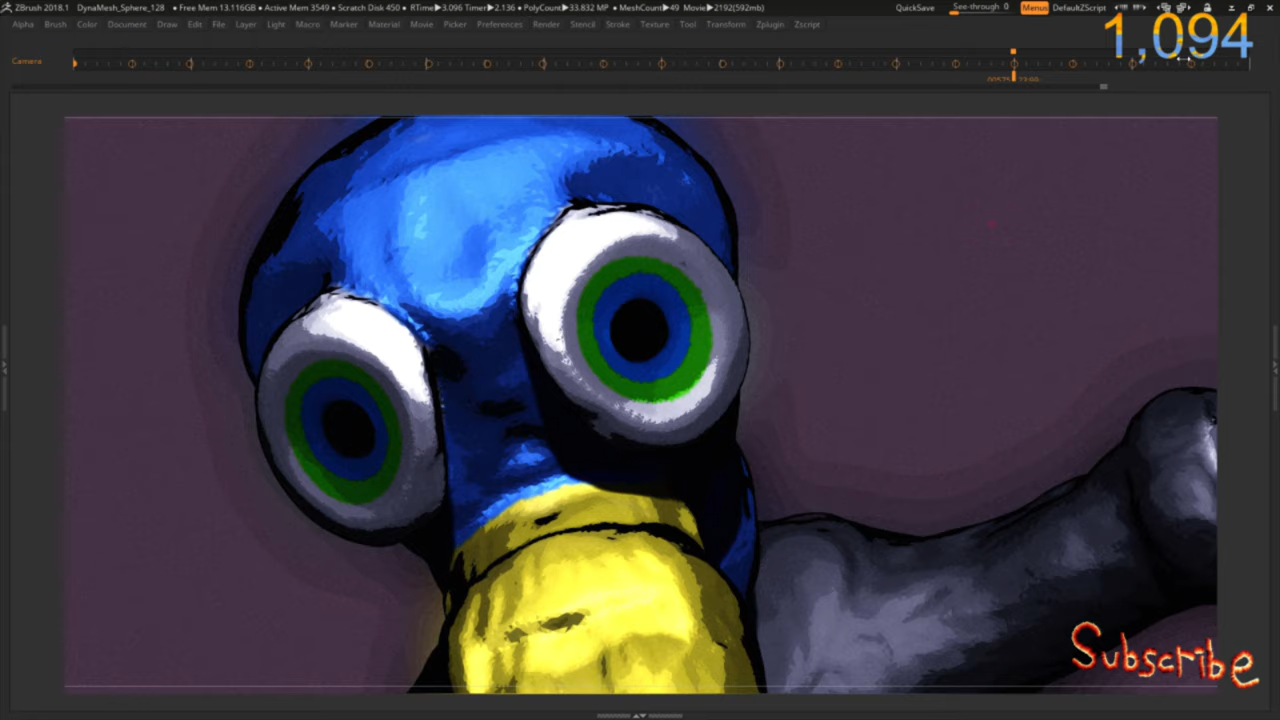 ZBrush 2018.1 DynaMesh_Sphere_128 • Free Mem 13.116GB • Active Mem 3549 • Scratch Disk 450 • RTime▶3.096 Timer▶2.136 • PolyCount▶33.832 MP • MeshCount▶49 Movie▶2192(592mb) QuickSave See-through 0 Menus DefaultZScript
Alpha Brush Color Document Draw Edit File Layer Light Macro Marker Material Movie Picker Preferences Render Stencil Stroke Texture Tool Transform Zplugin Zscript
1,094
Camera
Subscribe